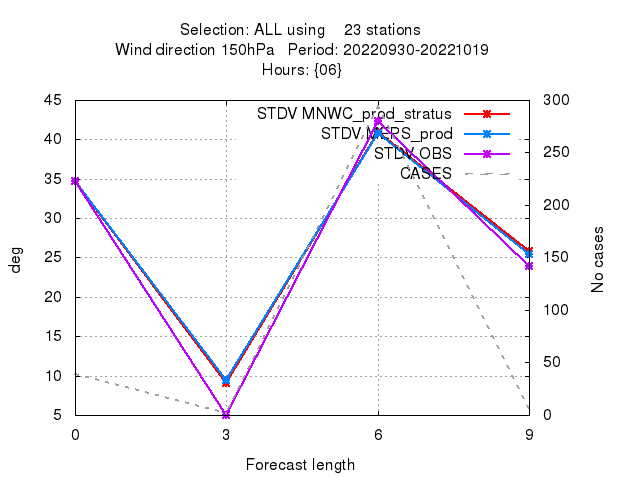 Selection: ALL using 23 stations
Wind direction 150hPa Period: 20220930-20221019
Hours: {06}
STDV MNWC_prod_stratus
STDV MEPS_prod
STDV OBS
CASES
45
40
35
30
25
20
15
10
5
300
250
200
150
100
50
0
deg
No cases
0 3 6 9
Forecast length